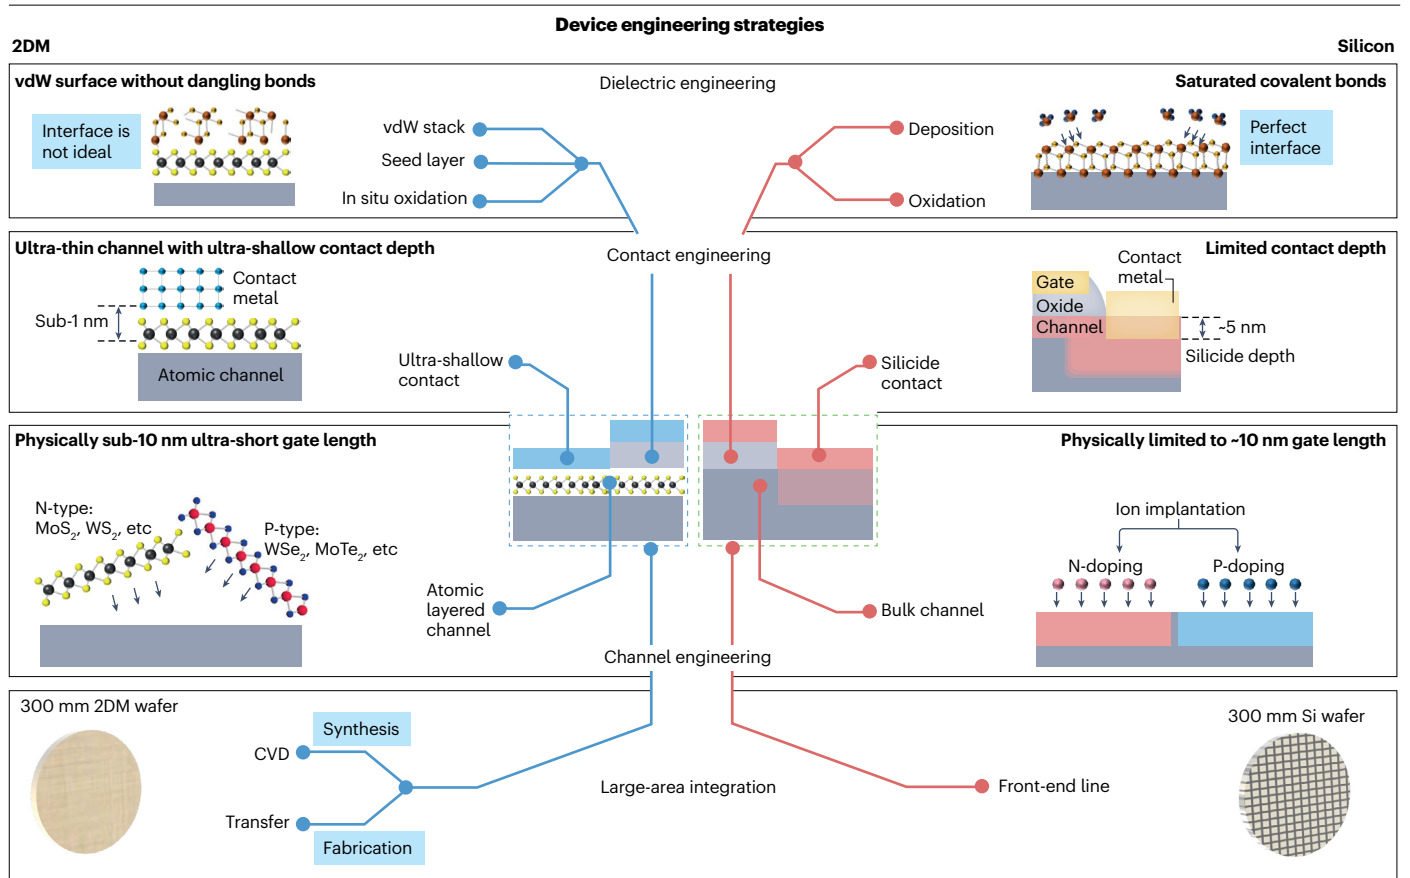 Device engineering strategies
2DM
Silicon
vdW surface without dangling bonds
Dielectric engineering
Saturated covalent bonds
Interface is
not ideal
vdW stack
Seed layer
In situ oxidation
Deposition
Oxidation
Perfect
interface
Ultra-thin channel with ultra-shallow contact depth
Contact engineering
Limited contact depth
Contact
metal
Sub-1 nm
Atomic channel
Ultra-shallow
contact
Silicide
contact
Contact
metal
Gate
Oxide
Channel
~5 nm
Silicide depth
Physically sub-10 nm ultra-short gate length
Physically limited to ~10 nm gate length
N-type:
MoS₂, WS₂, etc
P-type:
WSe₂, MoTe₂, etc
Atomic
layered
channel
Bulk channel
Ion implantation
N-doping
P-doping
Channel engineering
300 mm 2DM wafer
Synthesis
CVD
Transfer
Fabrication
Large-area integration
Front-end line
300 mm Si wafer